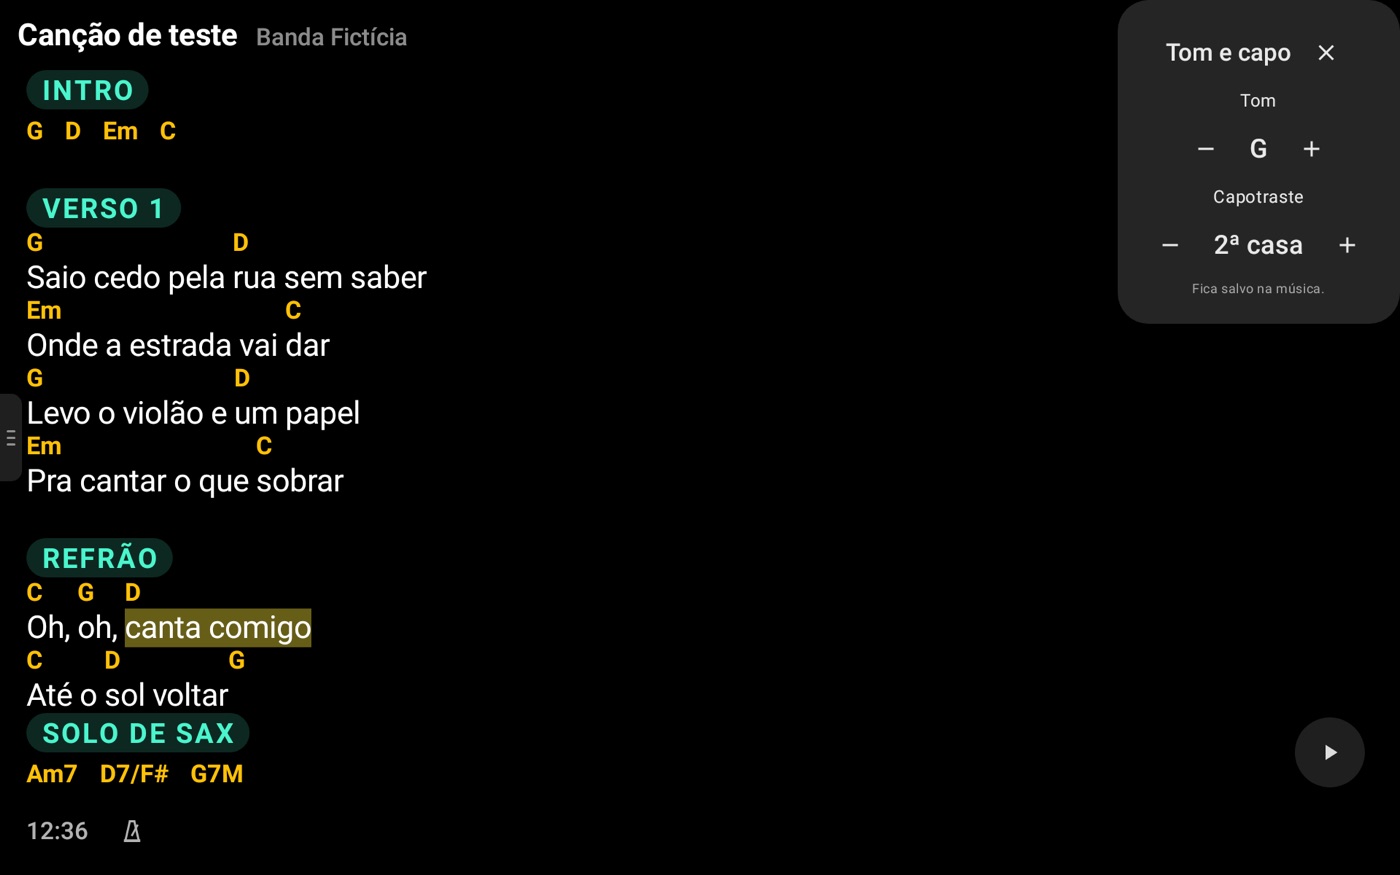 Canção de teste Banda Fictícia
INTRO
G D Em C
VERSO 1
G D
Saio cedo pela rua sem saber
Em C
Onde a estrada vai dar
G D
Levo o violão e um papel
Em C
Pra cantar o que sobrar
REFRÃO
C G D
Oh, oh, canta comigo
C D G
Até o sol voltar
SOLO DE SAX
Am7 D7/F# G7M
12:36
Tom e capo ×
Tom
− G +
Capotraste
− 2ª casa +
Fica salvo na música.